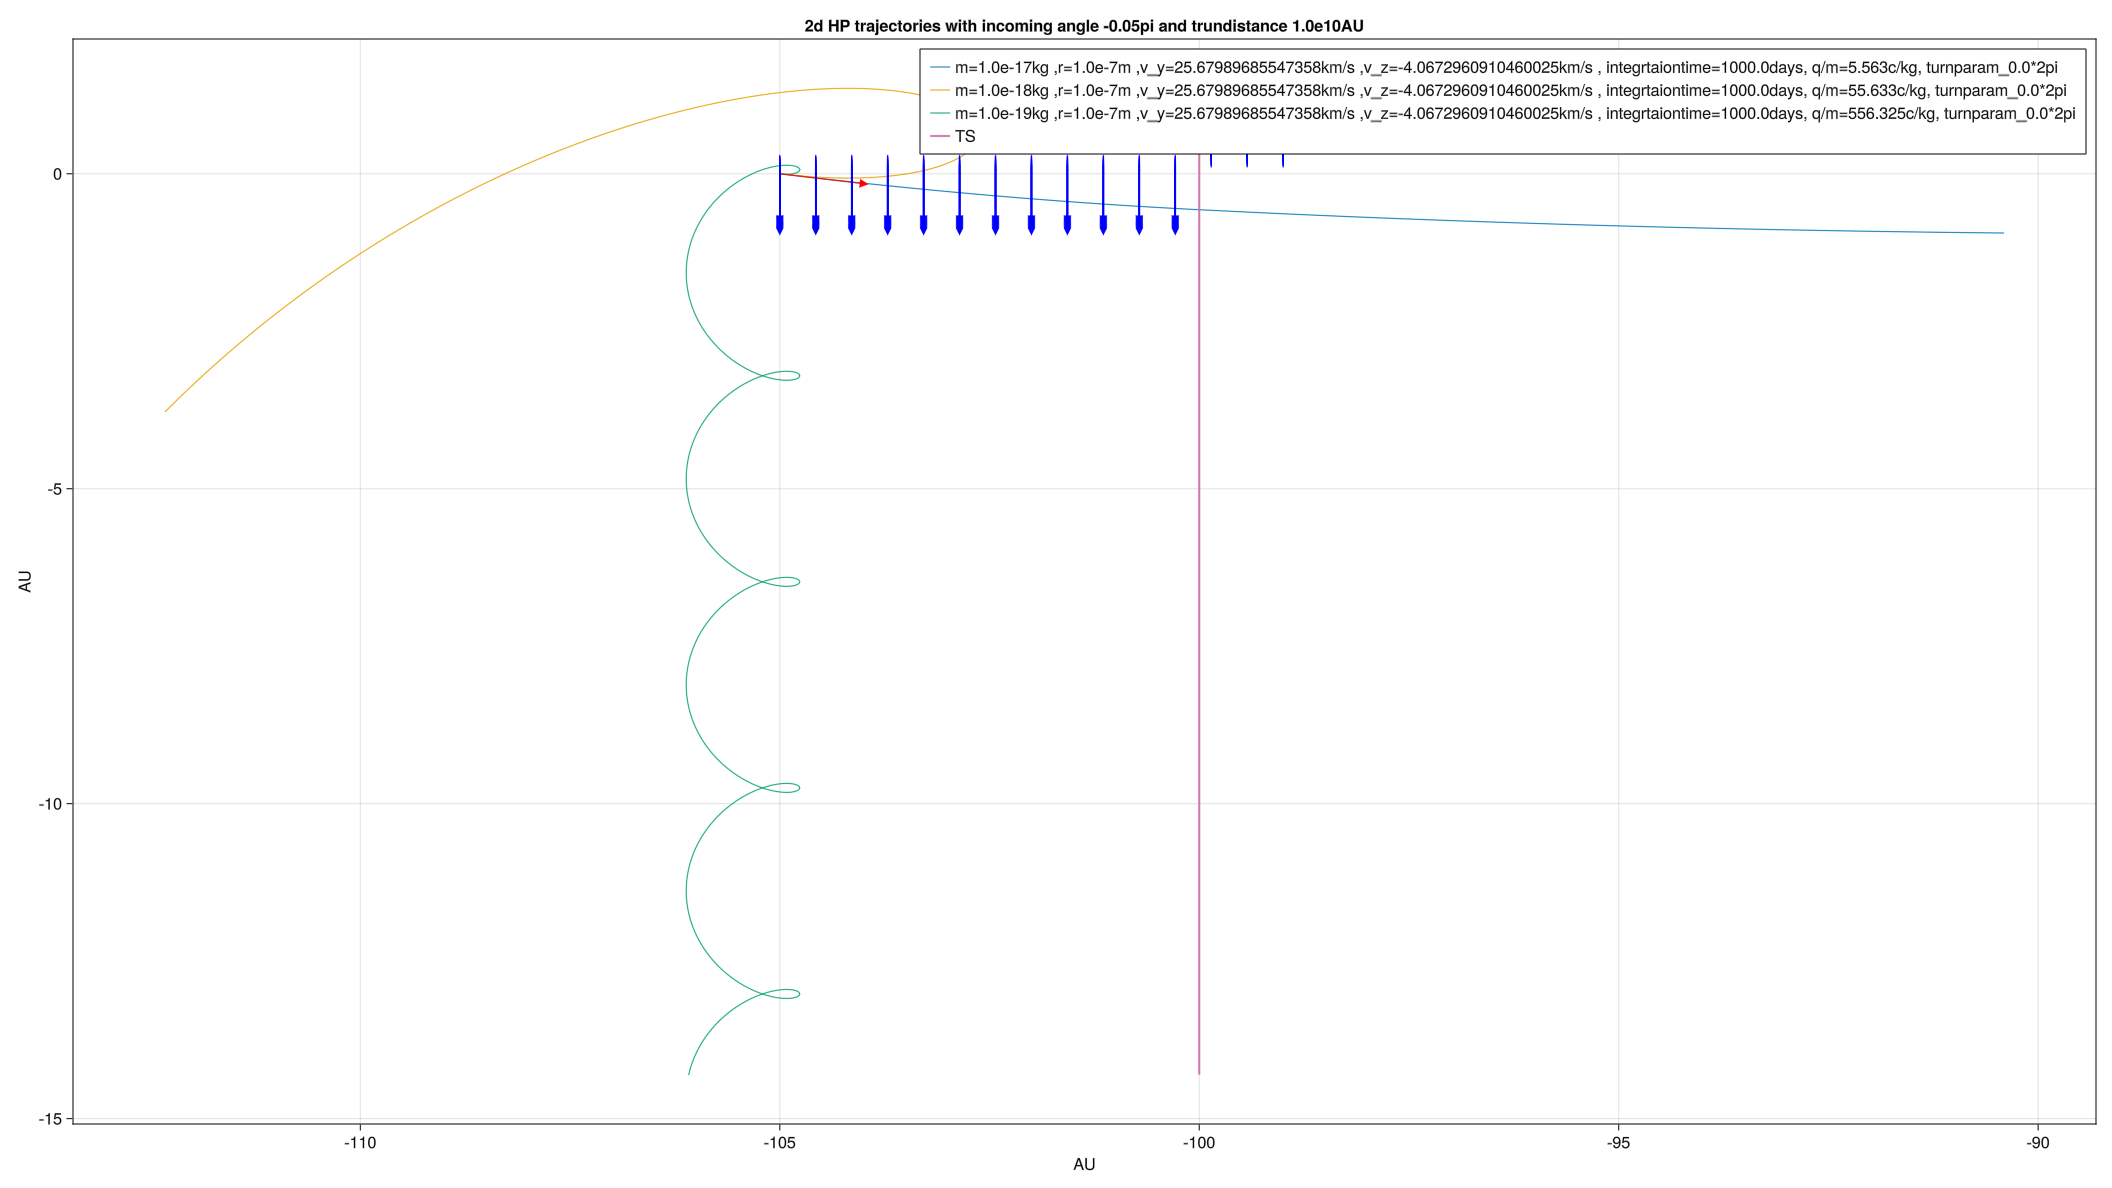 2d HP trajectories with incoming angle -0.05pi and trundistance 1.0e10AU
m=1.0e-17kg ,r=1.0e-7m ,v_y=25.67989685547358km/s ,v_z=-4.0672960910460025km/s , integrtaiontime=1000.0days, q/m=5.563c/kg, turnparam_0.0*2pi
m=1.0e-18kg ,r=1.0e-7m ,v_y=25.67989685547358km/s ,v_z=-4.0672960910460025km/s , integrtaiontime=1000.0days, q/m=55.633c/kg, turnparam_0.0*2pi
m=1.0e-19kg ,r=1.0e-7m ,v_y=25.67989685547358km/s ,v_z=-4.0672960910460025km/s , integrtaiontime=1000.0days, q/m=556.325c/kg, turnparam_0.0*2pi
TS
0
-5
-10
-15
AU
-110
-105
-100
-95
-90
AU